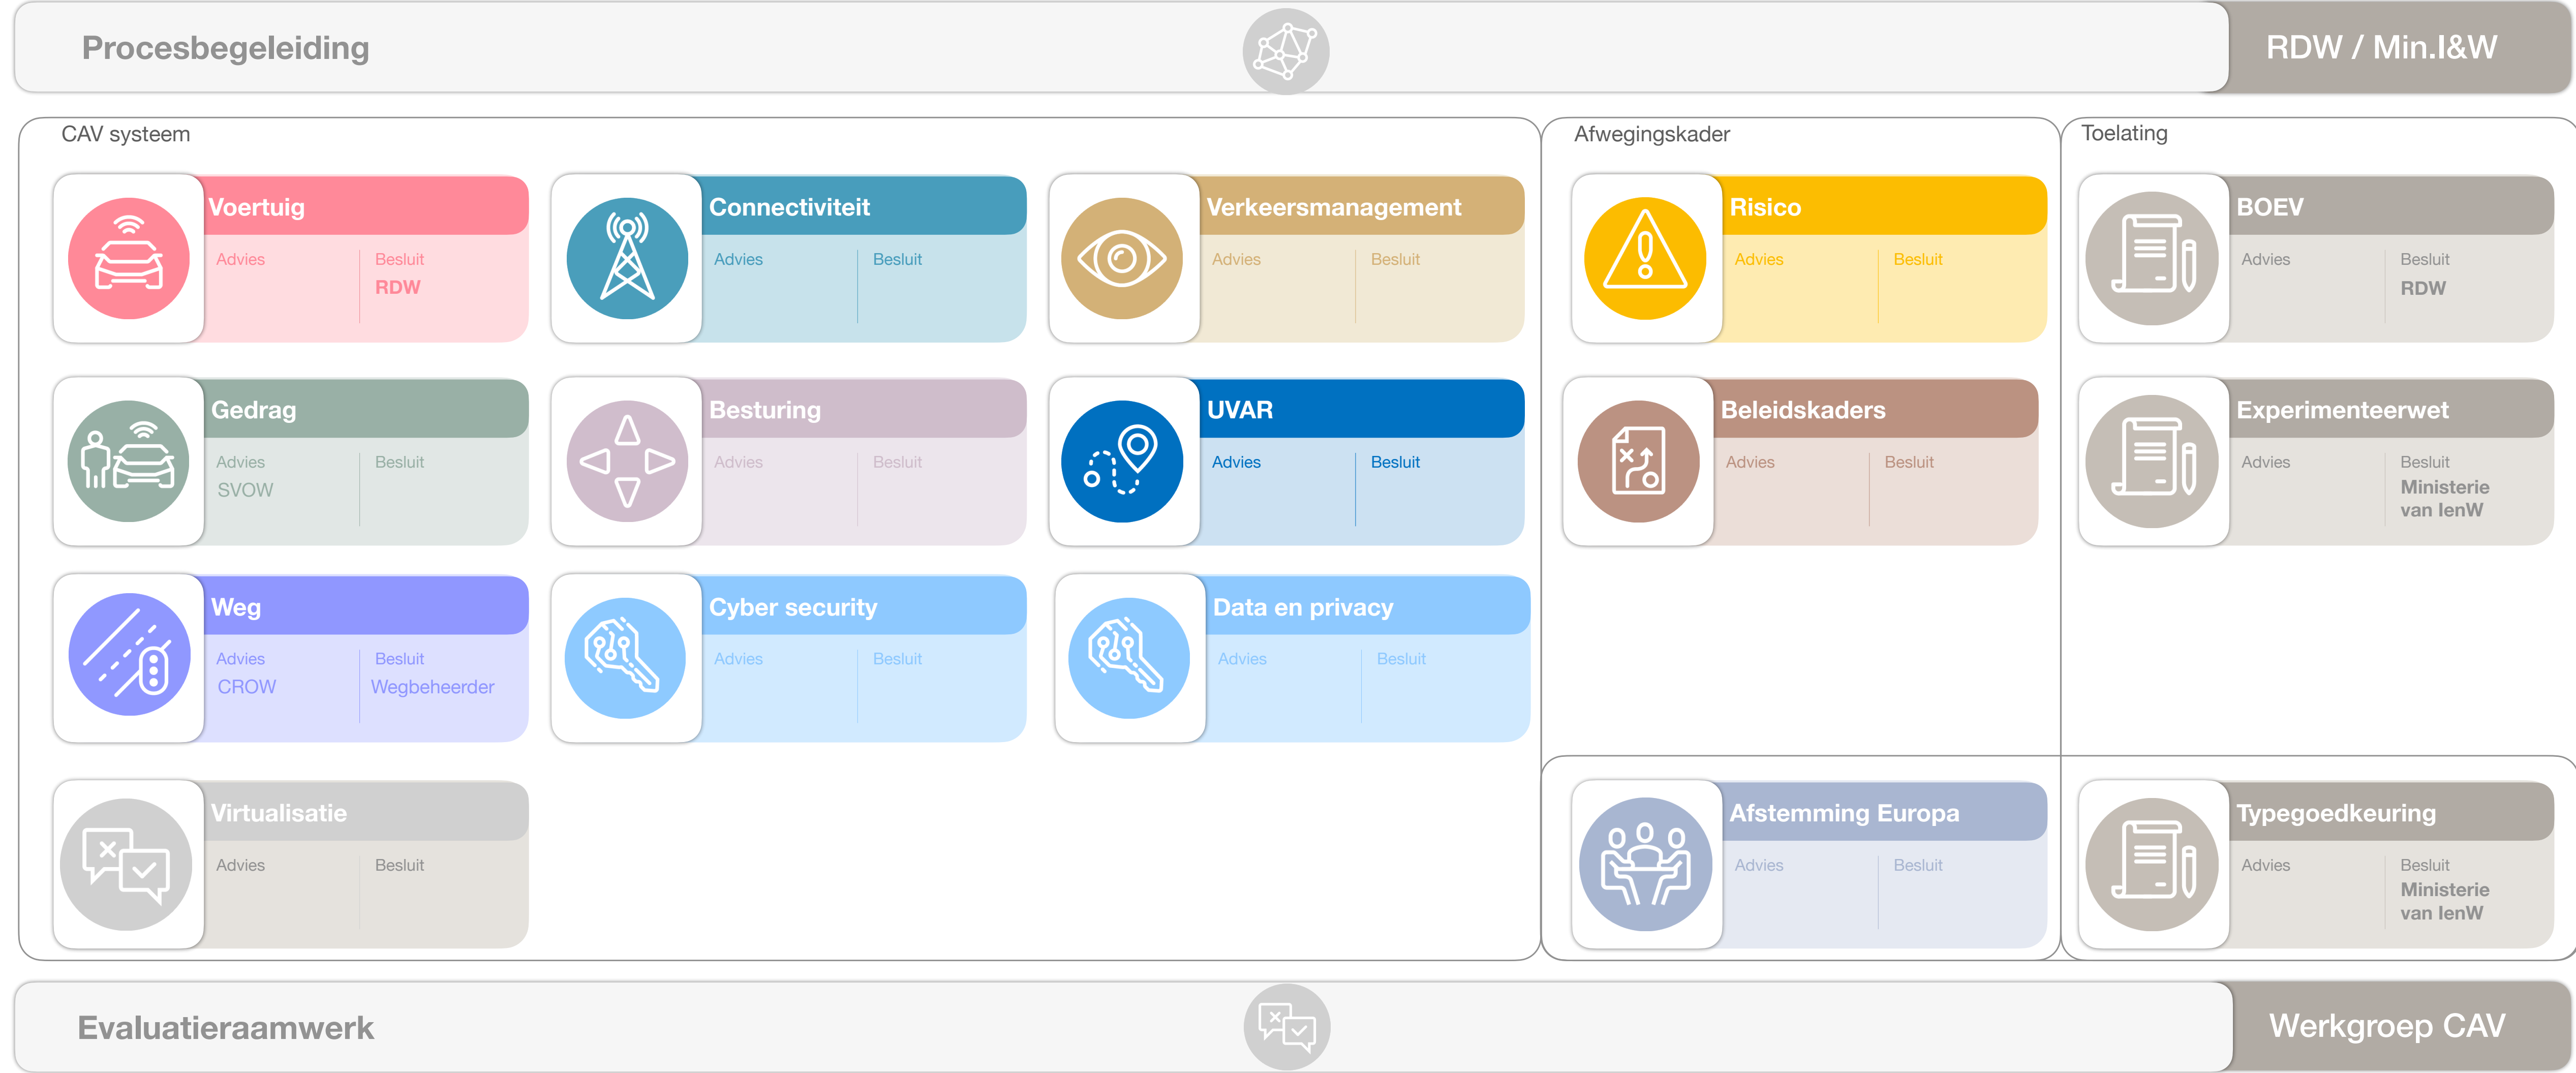 Procesbegeleiding
RDW / Min.I&W
CAV systeem
Afwegingskader
Toelating
Voertuig
Advies
Besluit
RDW
Connectiviteit
Advies
Besluit
Verkeersmanagement
Advies
Besluit
Risico
Advies
Besluit
BOEV
Advies
Besluit
RDW
Gedrag
Advies
SVOW
Besluit
Besturing
Advies
Besluit
UVAR
Advies
Besluit
Beleidskaders
Advies
Besluit
Experimenteerwet
Advies
Besluit
Ministerie
van IenW
Weg
Advies
CROW
Besluit
Wegbeheerder
Cyber security
Advies
Besluit
Data en privacy
Advies
Besluit
Virtualisatie
Advies
Besluit
Afstemming Europa
Advies
Besluit
Typegoedkeuring
Advies
Besluit
Ministerie
van IenW
Evaluatieraamwerk
Werkgroep CAV